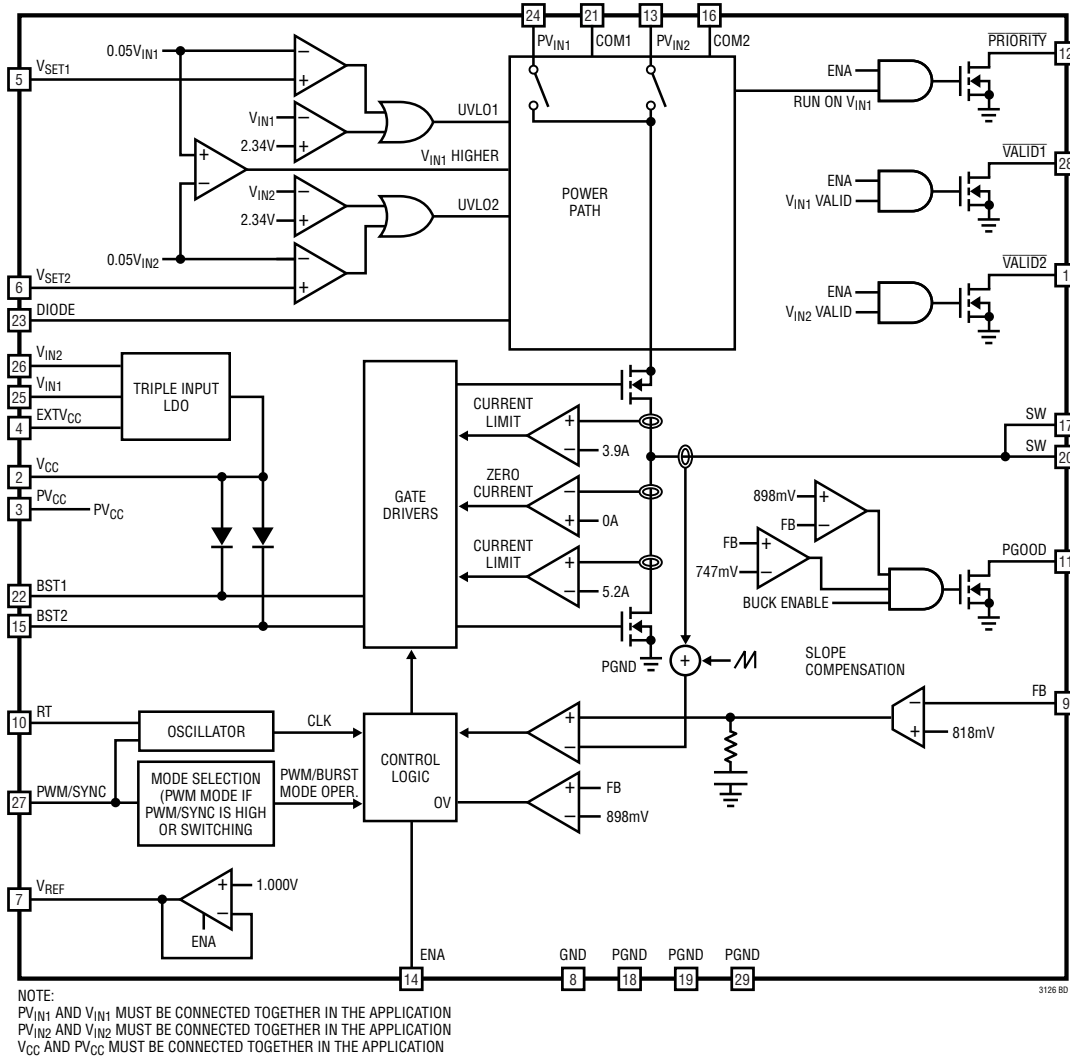 24
21
13
16
PVIN1
COM1
PVIN2
COM2
PRIORITY
12
0.05VIN1
ENA
RUN ON VIN1
5
VSET1
VIN1
2.34V
UVLO1
VIN1 HIGHER
VALID1
28
ENA
VIN1 VALID
VIN2
2.34V
UVLO2
POWER
PATH
0.05VIN2
VALID2
1
ENA
VIN2 VALID
6
VSET2
23
DIODE
26
VIN2
25
VIN1
4
EXTVCC
TRIPLE INPUT
LDO
2
VCC
3
PVCC
PVCC
22
BST1
15
BST2
GATE
DRIVERS
CURRENT
LIMIT
3.9A
ZERO
CURRENT
0A
CURRENT
LIMIT
5.2A
SW
17
SW
20
898mV
FB
FB
747mV
BUCK ENABLE
PGOOD
11
PGND
SLOPE
COMPENSATION
10
RT
OSCILLATOR
CLK
27
PWM/SYNC
MODE SELECTION
(PWM MODE IF
PWM/SYNC IS HIGH
OR SWITCHING
PWM/BURST
MODE OPER.
CONTROL
LOGIC
OV
FB
898mV
FB
9
818mV
7
VREF
1.000V
ENA
ENA
14
GND
8
PGND
18
PGND
19
PGND
29
3126 BD
NOTE:
PVIN1 AND VIN1 MUST BE CONNECTED TOGETHER IN THE APPLICATION
PVIN2 AND VIN2 MUST BE CONNECTED TOGETHER IN THE APPLICATION
VCC AND PVCC MUST BE CONNECTED TOGETHER IN THE APPLICATION